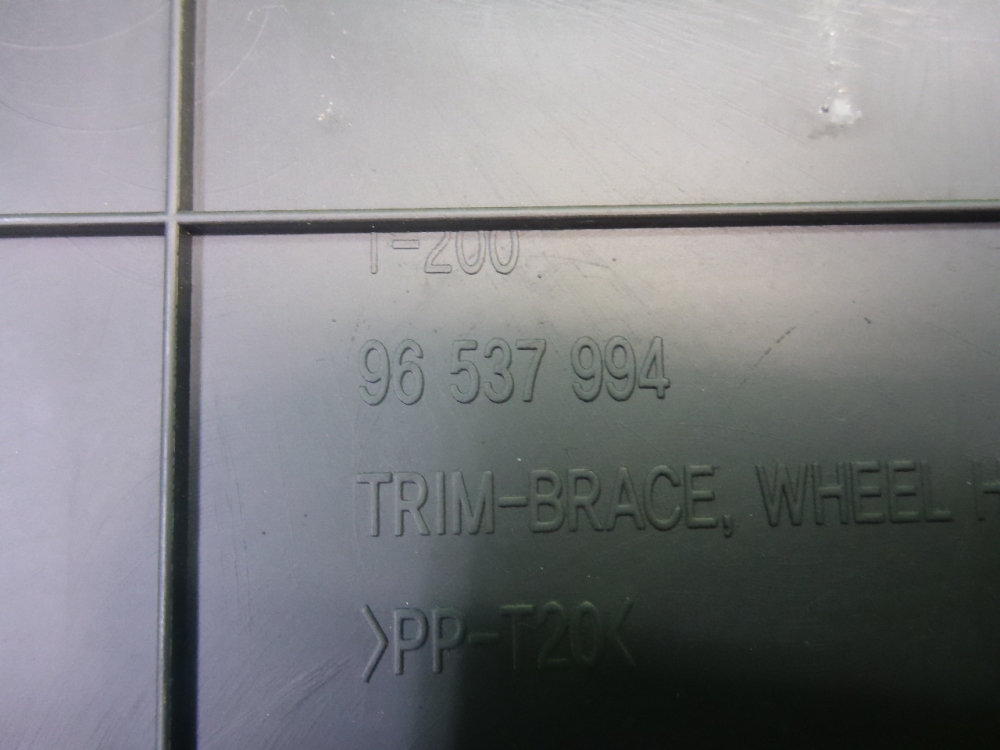 T-200
96 537 994
TRIM-BRACE, WHEEL
>PP-T20<